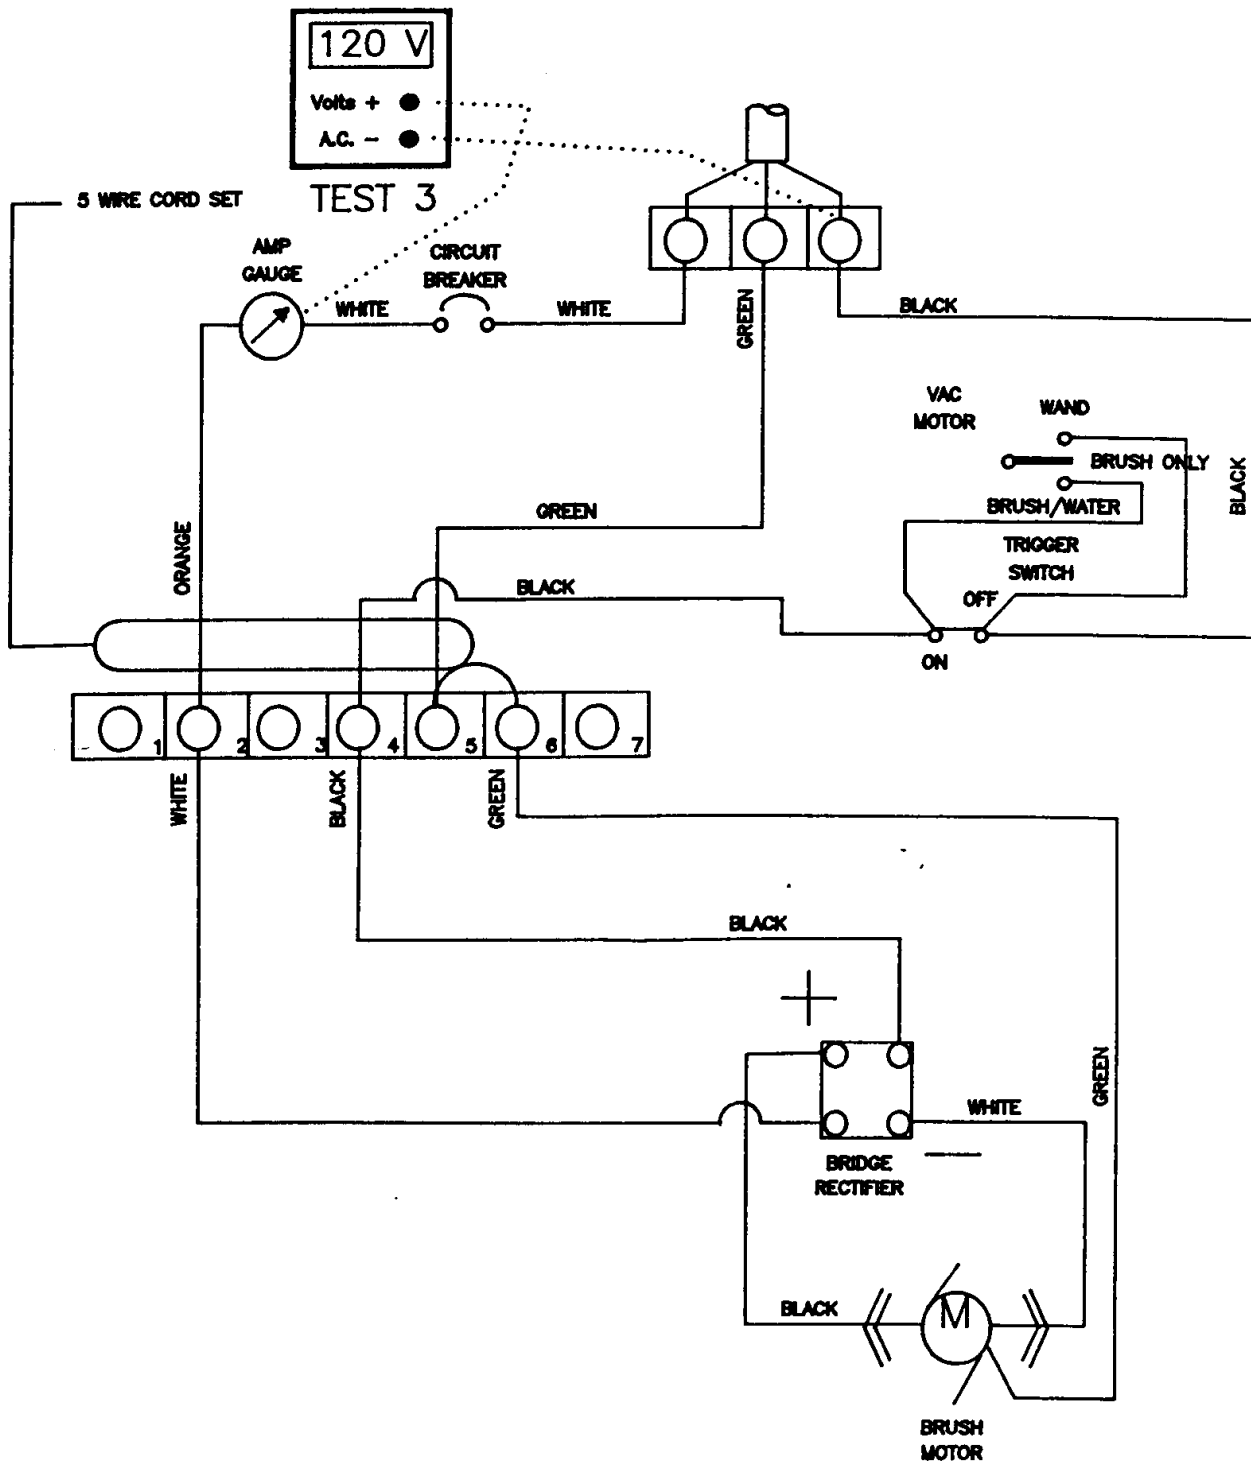 120 V
Volts +
A.C. −
TEST 3
5 WIRE CORD SET
AMP
GAUGE
CIRCUIT
BREAKER
WHITE
WHITE
GREEN
BLACK
VAC
MOTOR
WAND
BRUSH ONLY
BRUSH/WATER
BLACK
TRIGGER
SWITCH
OFF
ON
ORANGE
GREEN
BLACK
1
2
3
4
5
6
7
WHITE
BLACK
GREEN
BLACK
+
GREEN
WHITE
−
BRIDGE
RECTIFIER
BLACK
M
BRUSH
MOTOR